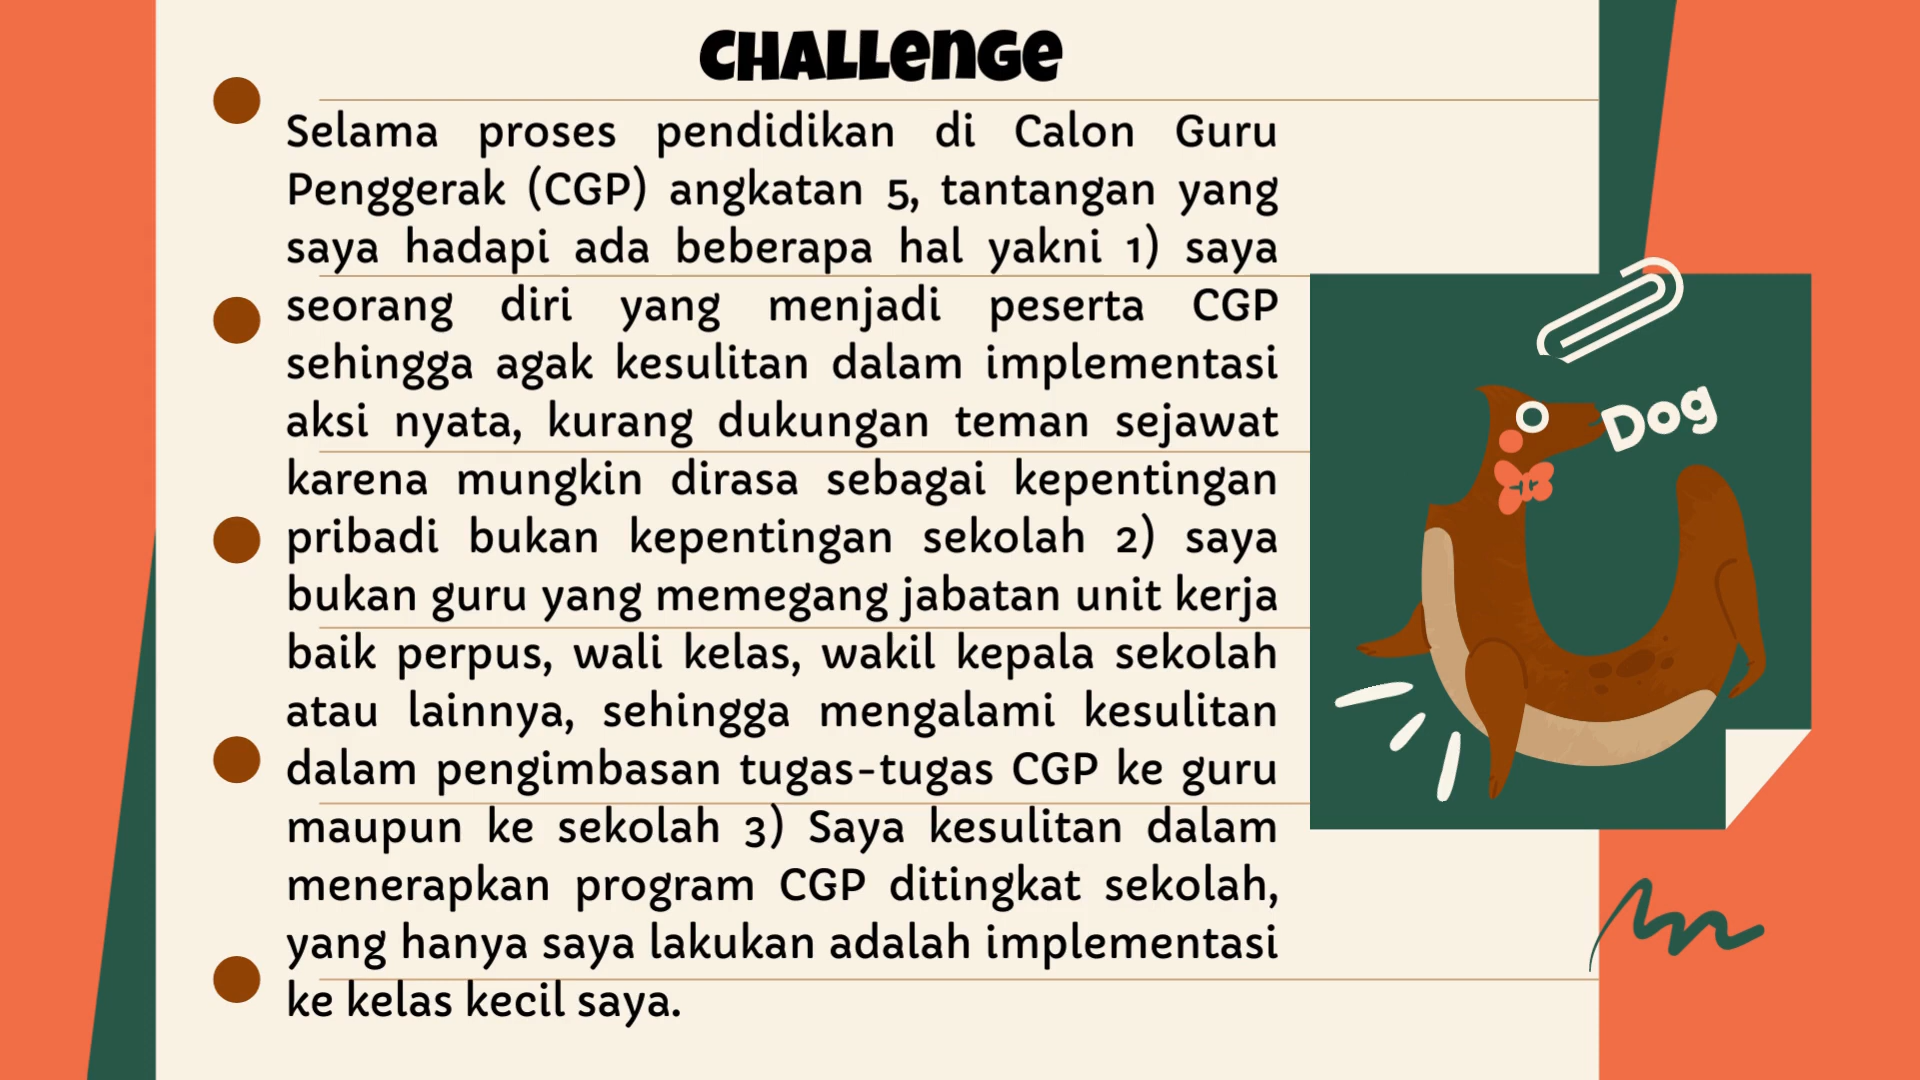 CHALLenGe
Selama proses pendidikan di Calon Guru
Penggerak (CGP) angkatan 5, tantangan yang
saya hadapi ada beberapa hal yakni 1) saya
seorang diri yang menjadi peserta CGP
sehingga agak kesulitan dalam implementasi
aksi nyata, kurang dukungan teman sejawat
karena mungkin dirasa sebagai kepentingan
pribadi bukan kepentingan sekolah 2) saya
bukan guru yang memegang jabatan unit kerja
baik perpus, wali kelas, wakil kepala sekolah
atau lainnya, sehingga mengalami kesulitan
dalam pengimbasan tugas-tugas CGP ke guru
maupun ke sekolah 3) Saya kesulitan dalam
menerapkan program CGP ditingkat sekolah,
yang hanya saya lakukan adalah implementasi
ke kelas kecil saya.
Dog